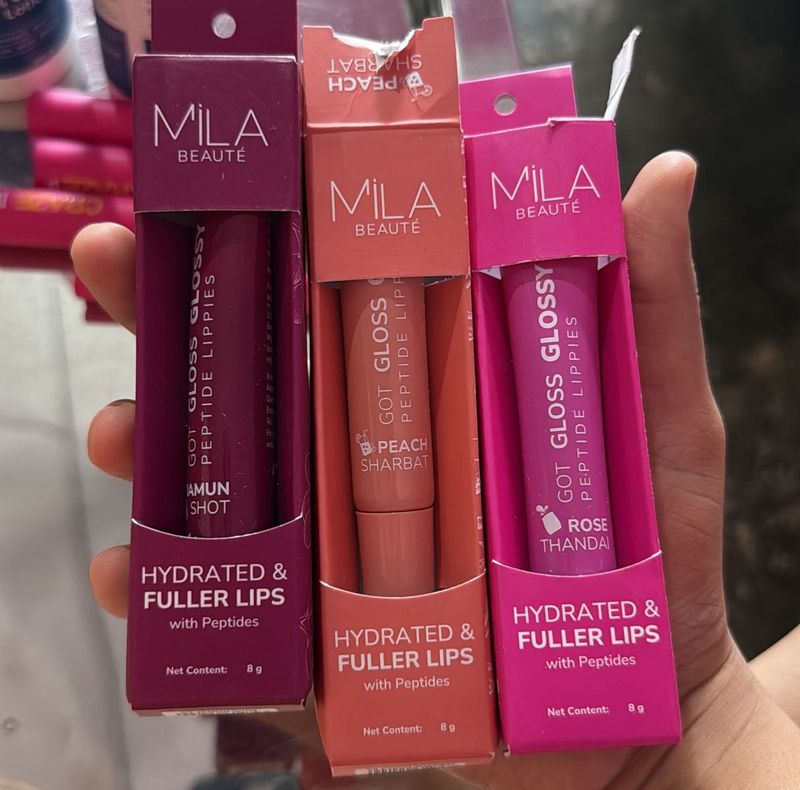 MiLA
BEAUTÉ
GOT GLOSS GLOSSY
PEPTIDE LIPPIES
SHOT
HYDRATED &
FULLER LIPS
with Peptides
Net Content: 8 g
PEACH
SHARBAT
MiLA
BEAUTÉ
GOT GLOSS
PEPTIDE
PEACH
SHARBAT
HYDRATED &
FULLER LIPS
with Peptides
Net Content: 8 g
MiLA
BEAUTÉ
GOT GLOSS GLOSSY
PEPTIDE LIPPIES
ROSE
THANDAI
HYDRATED &
FULLER LIPS
with Peptides
Net Content: 8 g